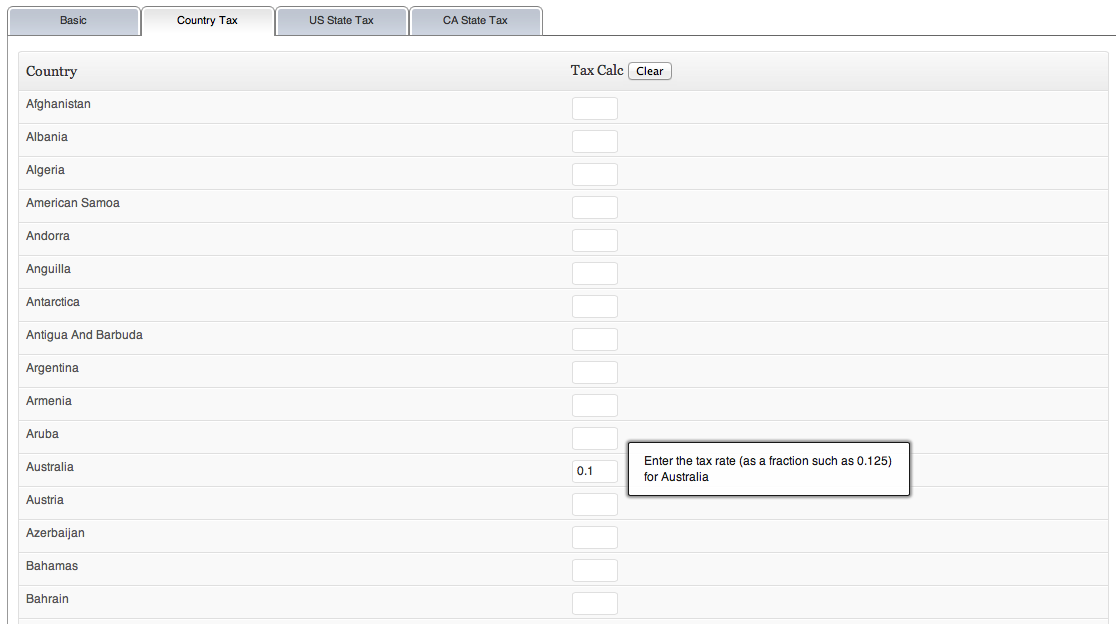 Basic
Country Tax
US State Tax
CA State Tax
Country
Tax Calc
Clear
Afghanistan
Albania
Algeria
American Samoa
Andorra
Anguilla
Antarctica
Antigua And Barbuda
Argentina
Armenia
Aruba
Australia
0.1
Enter the tax rate (as a fraction such as 0.125)
for Australia
Austria
Azerbaijan
Bahamas
Bahrain